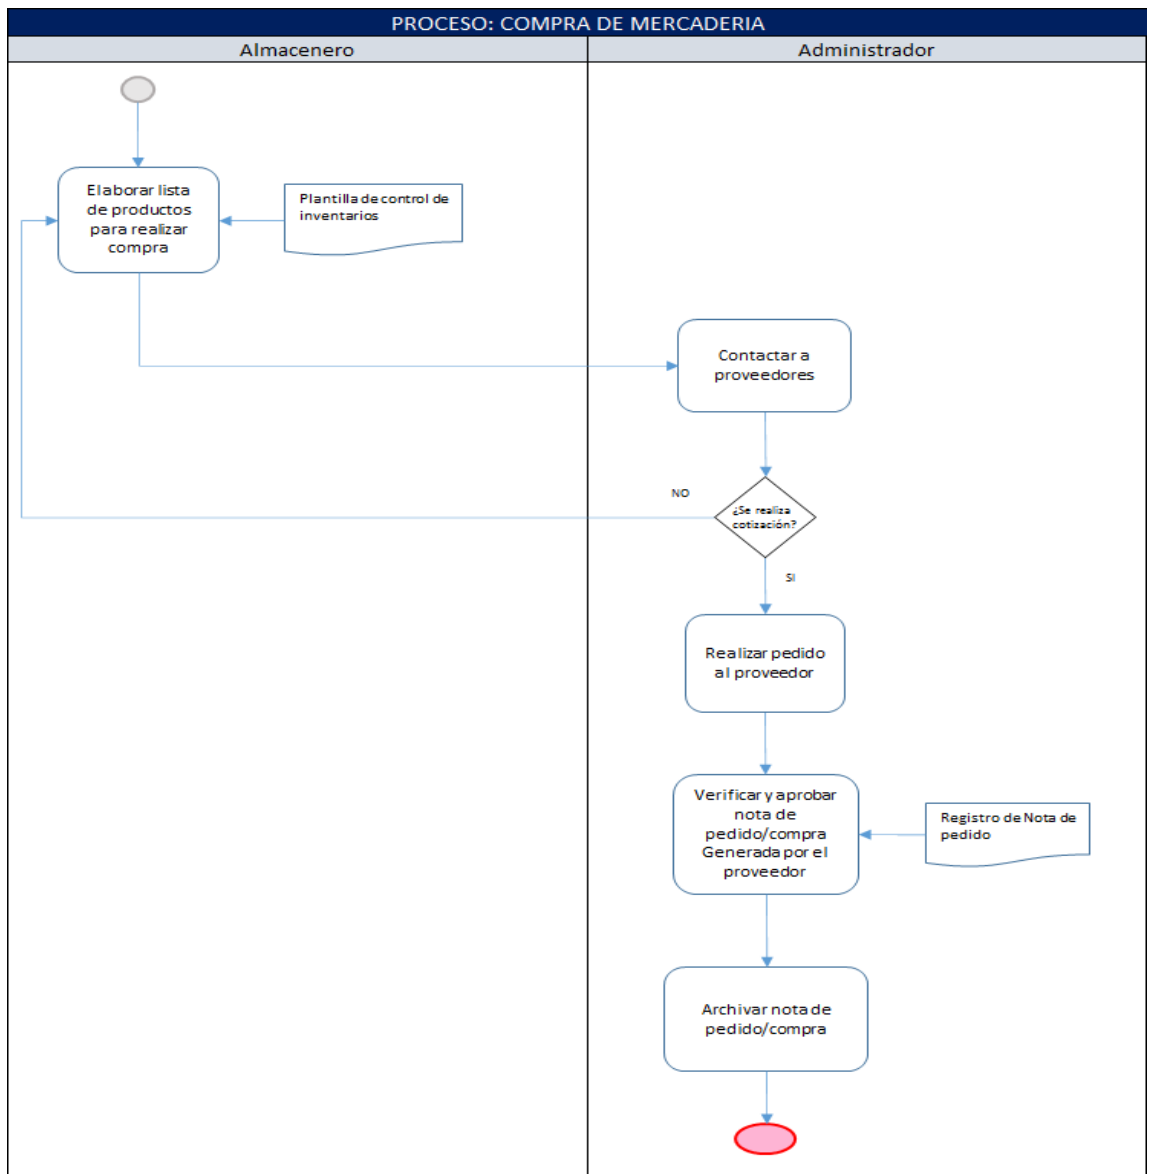 PROCESO: COMPRA DE MERCADERIA
Almacenero
Administrador
Elaborar lista
de productos
para realizar
compra
Plantilla de control de
inventarios
Contactar a
proveedores
NO
¿Se realiza
cotización?
SI
Realizar pedido
al proveedor
Verificar y aprobar
nota de
pedido/compra
Generada por el
proveedor
Registro de Nota de
pedido
Archivar nota de
pedido/compra